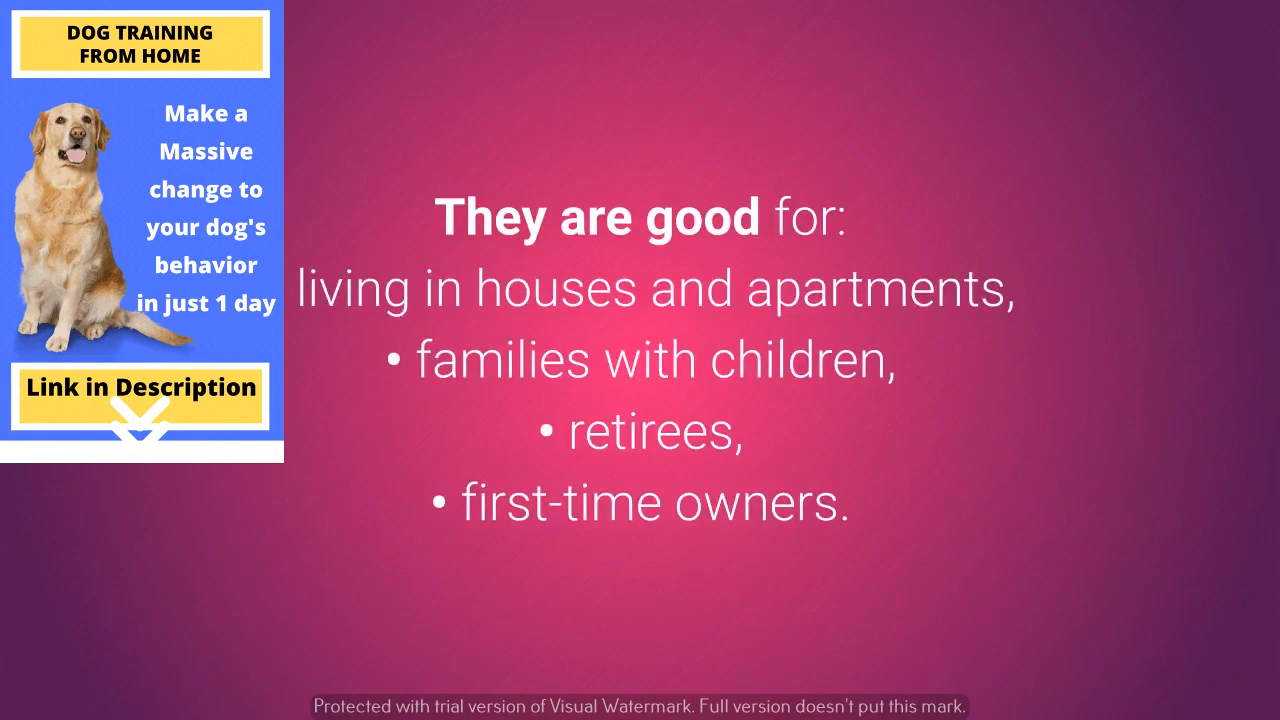 DOG TRAINING
FROM HOME
Make a
Massive
change to
your dog's
behavior
in just 1 day
Link in Description
They are good for:
living in houses and apartments,
• families with children,
• retirees,
• first-time owners.
Protected with trial version of Visual Watermark. Full version doesn't put this mark.